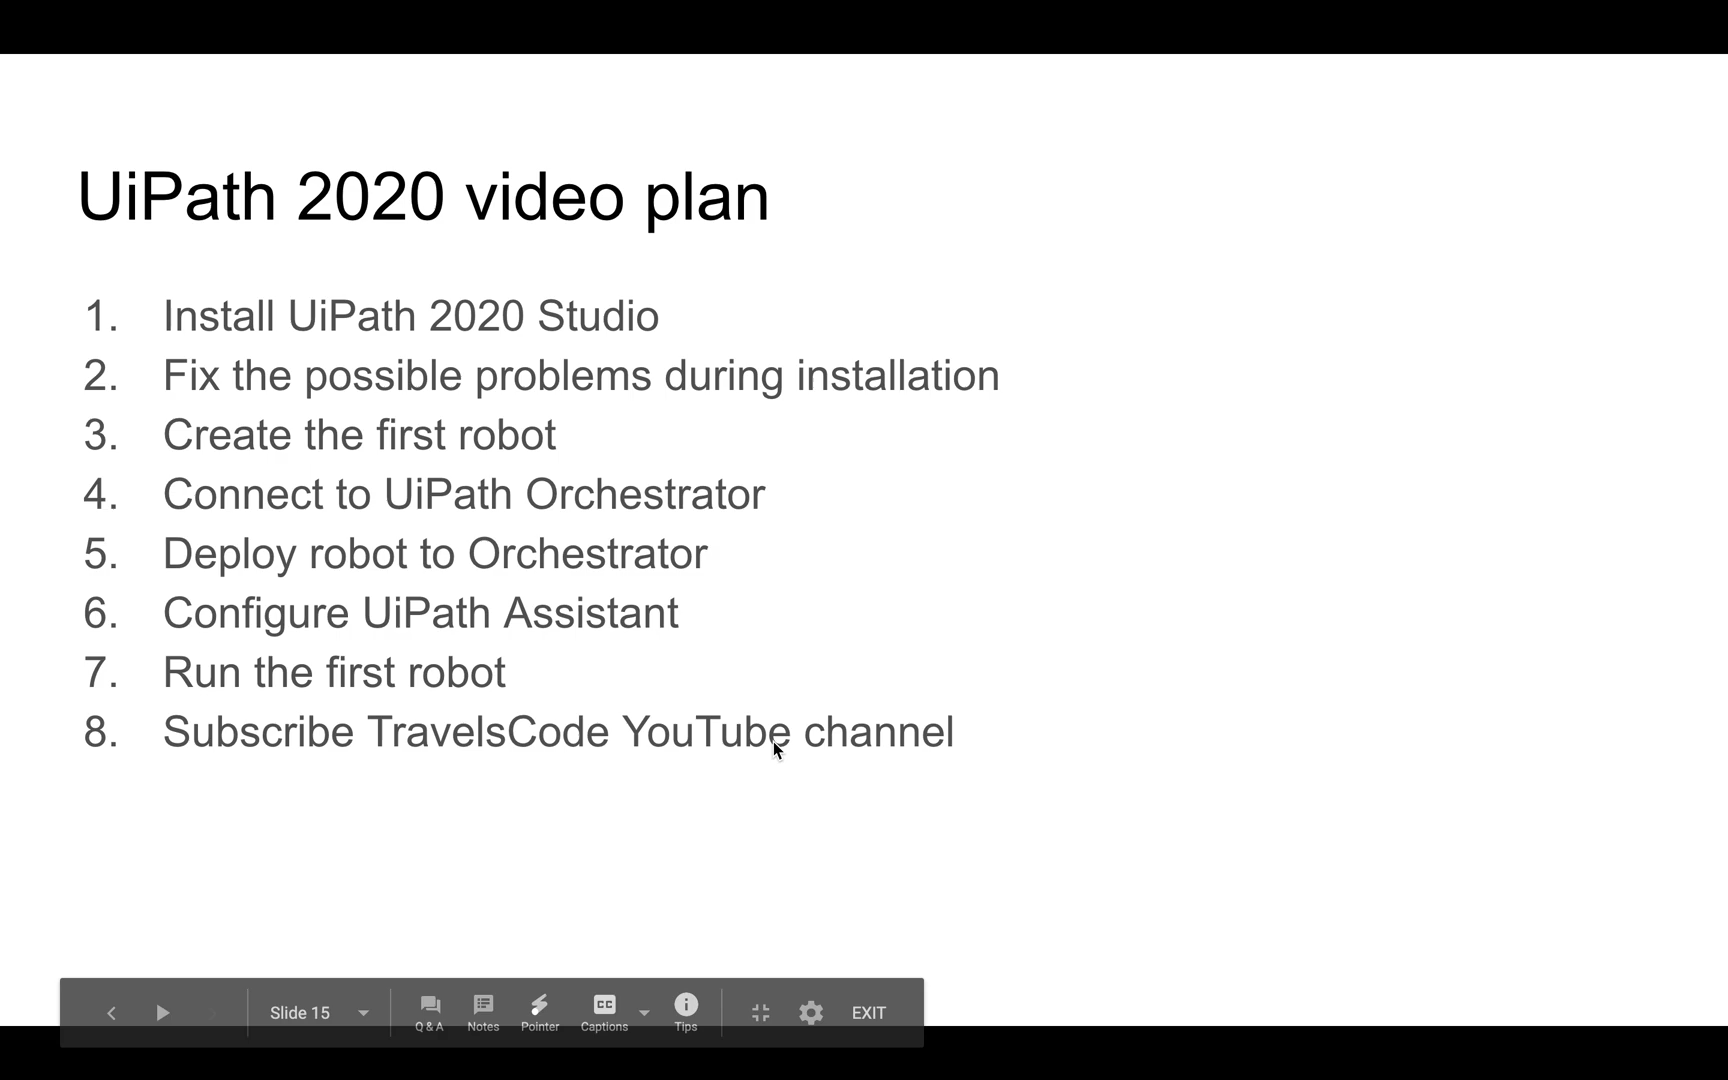 UiPath 2020 video plan
1. Install UiPath 2020 Studio
2. Fix the possible problems during installation
3. Create the first robot
4. Connect to UiPath Orchestrator
5. Deploy robot to Orchestrator
6. Configure UiPath Assistant
7. Run the first robot
8. Subscribe TravelsCode YouTube channel
Slide 15 Q & A Notes Pointer CC Captions Tips EXIT